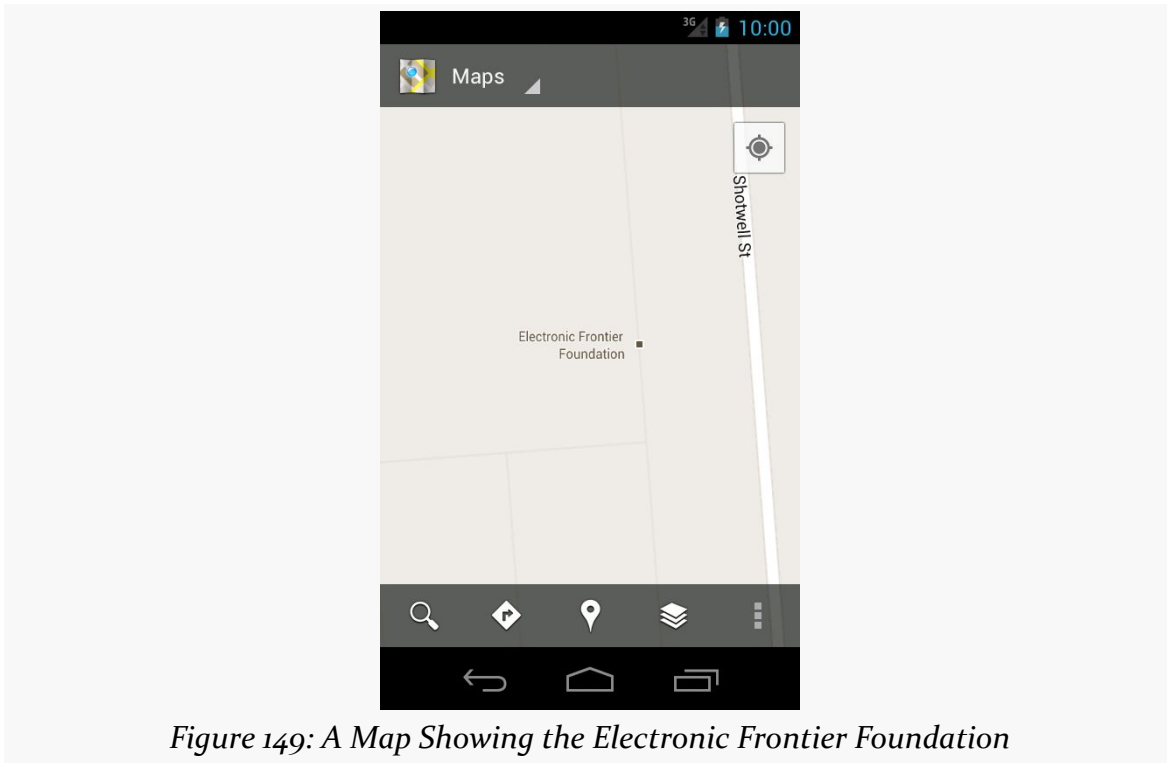 3G 10:00
Maps
Shotwell St
Electronic Frontier
Foundation
Figure 149: A Map Showing the Electronic Frontier Foundation